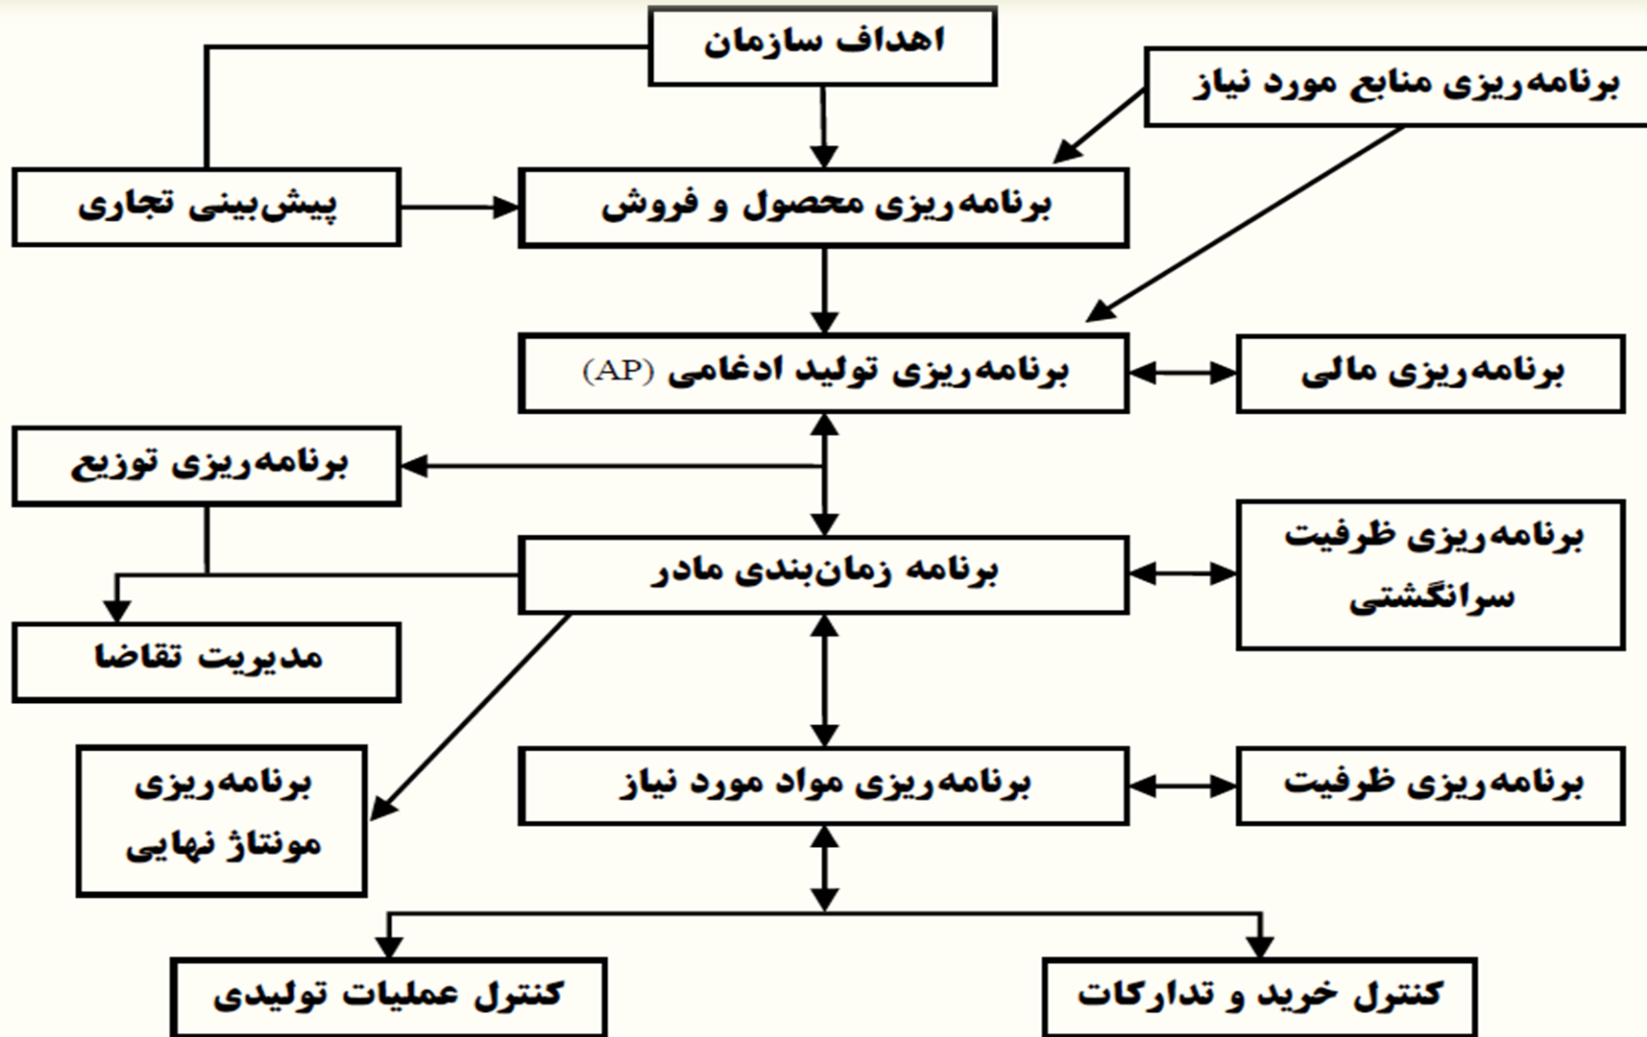 اهداف سازمان
برنامه‌ریزی منابع مورد نیاز
برنامه‌ریزی محصول و فروش
پیش‌بینی تجاری
برنامه‌ریزی مالی
برنامه‌ریزی تولید ادغامی (AP)
برنامه‌ریزی توزیع
برنامه‌ریزی ظرفیت
سرانگشتی
برنامه زمان‌بندی مادر
مدیریت تقاضا
برنامه‌ریزی ظرفیت
برنامه‌ریزی مواد مورد نیاز
برنامه‌ریزی
مونتاژ نهایی
کنترل خرید و تدارکات
کنترل عملیات تولیدی